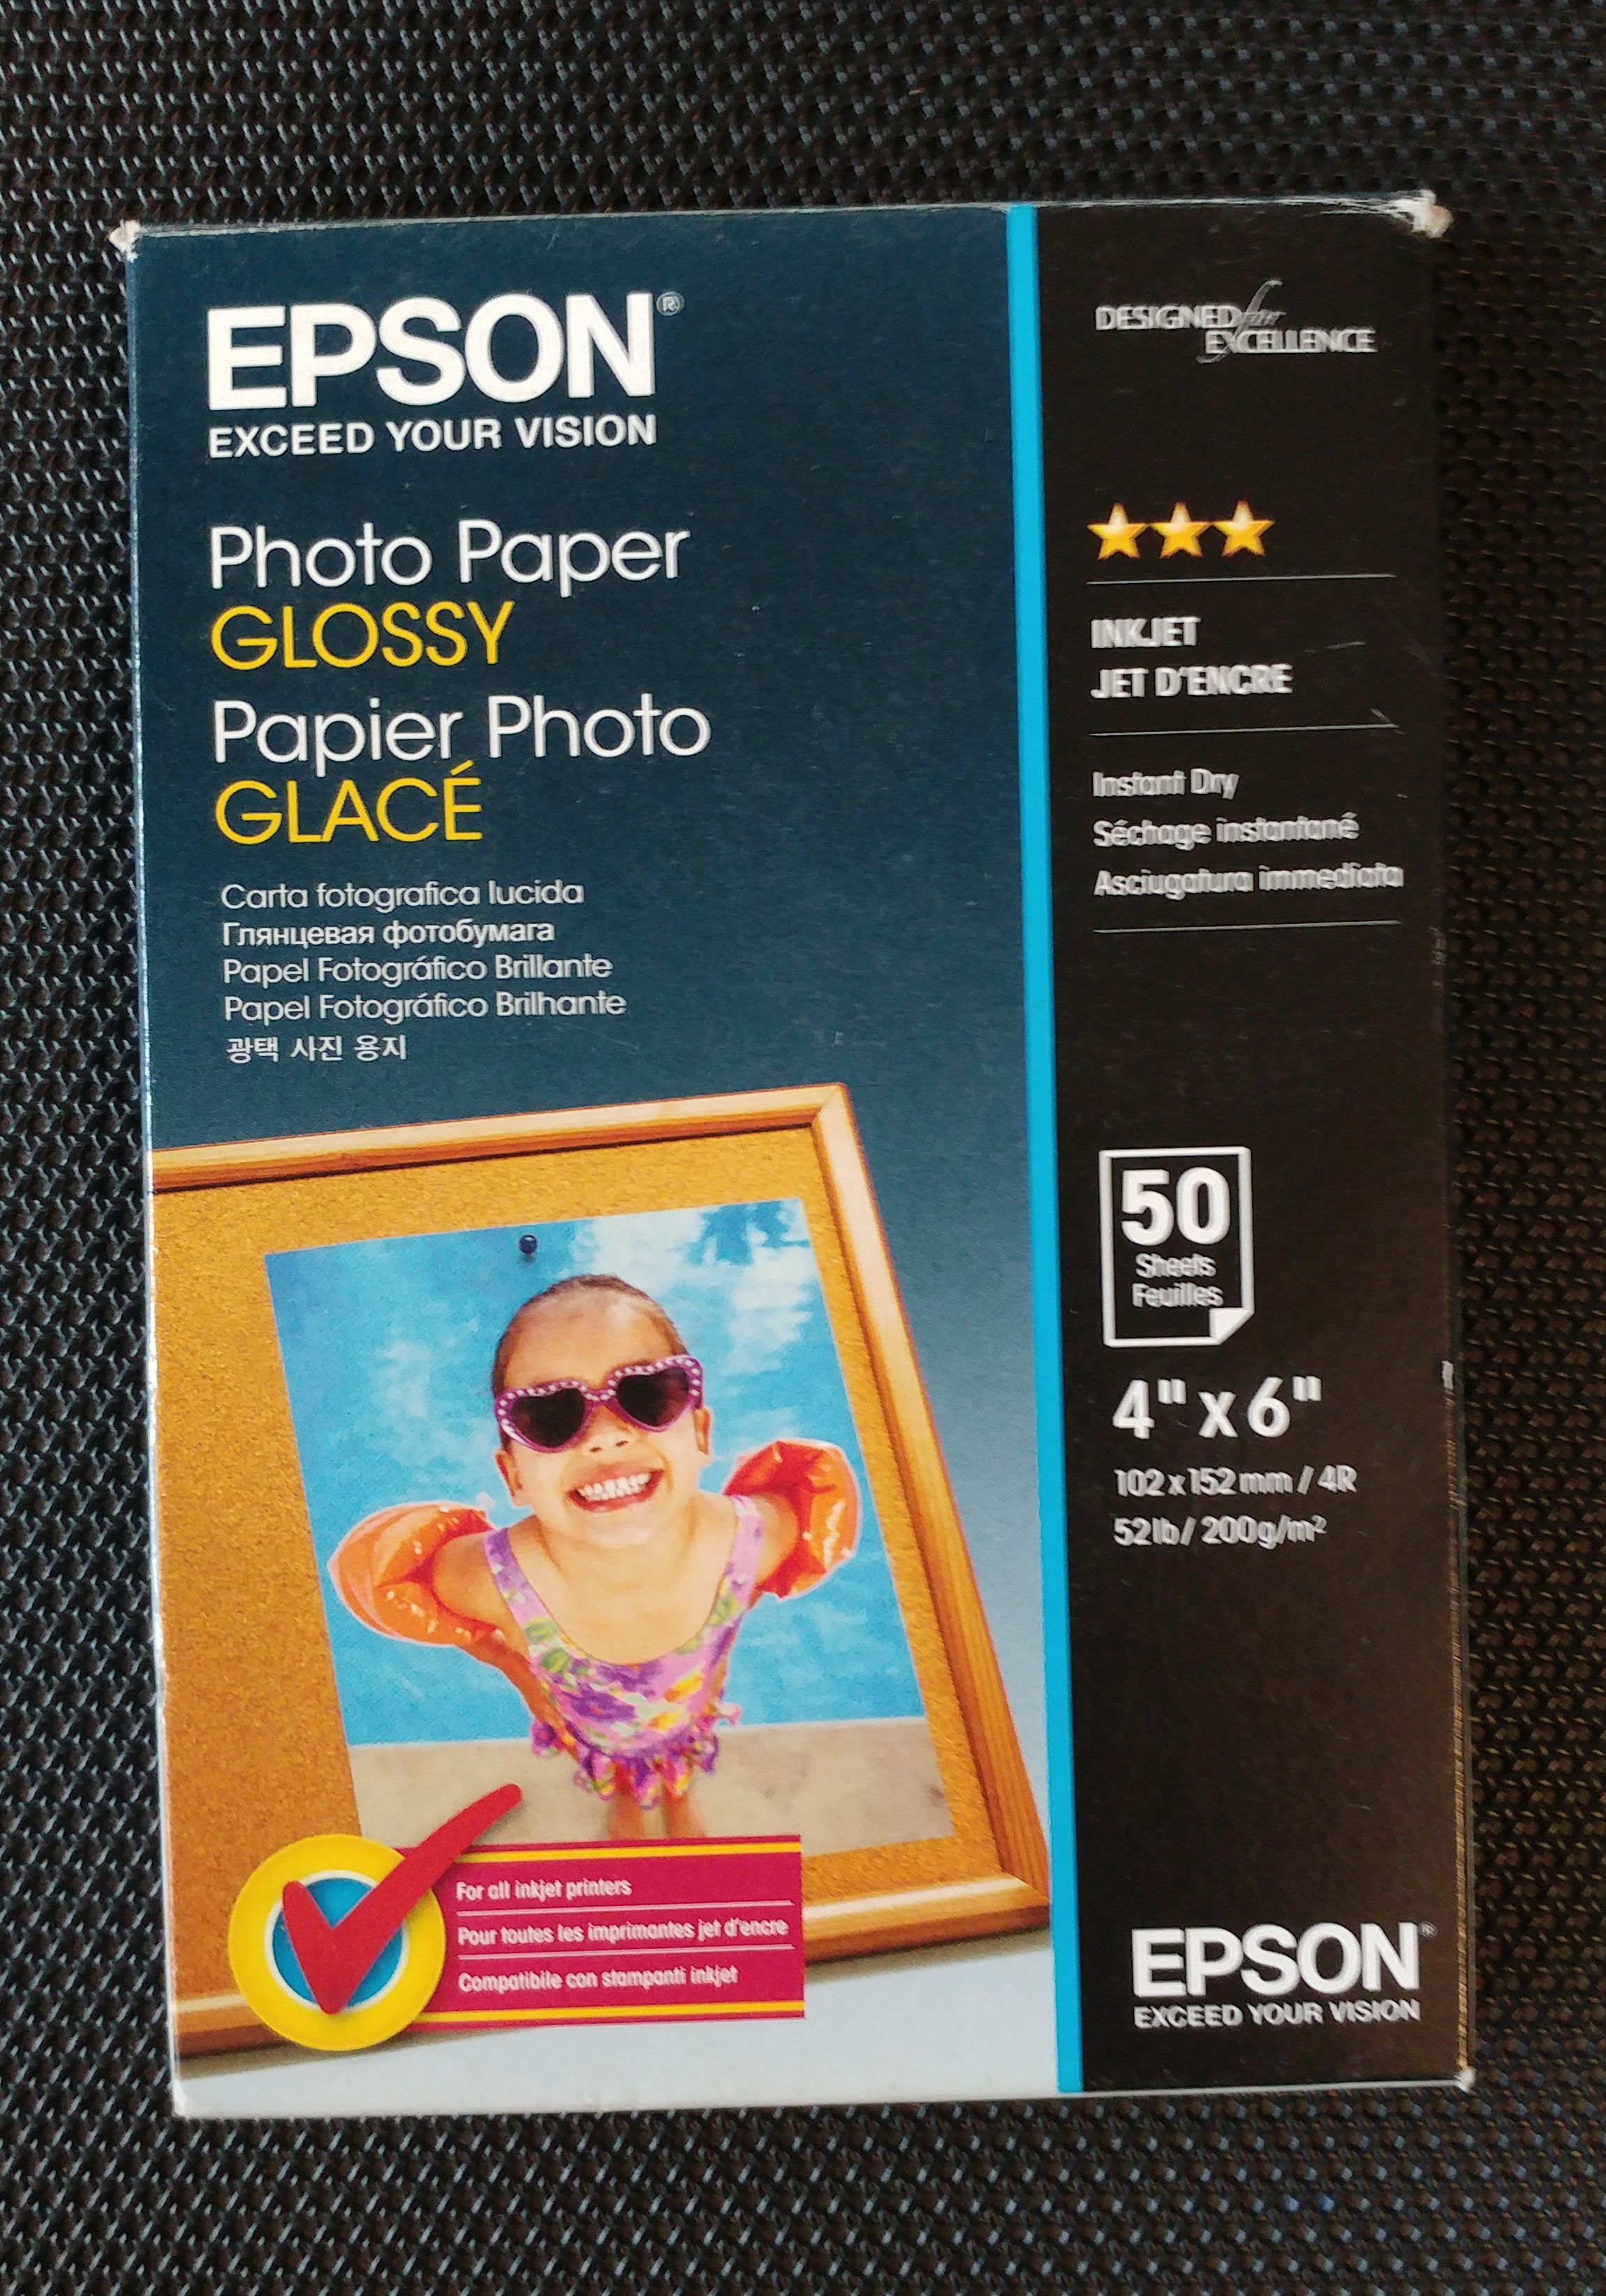 EPSON®
EXCEED YOUR VISION
Photo Paper
GLOSSY
Papier Photo
GLACÉ
Carta fotografica lucida
Глянцевая фотобумага
Papel Fotográfico Brillante
Papel Fotográfico Brilhante
광택 사진 용지
For all inkjet printers
Pour toutes les imprimantes jet d'encre
Compatibile con stampanti inkjet
DESIGNED for
EXCELLENCE
INKJET
JET D'ENCRE
Instant Dry
Séchage instantané
Asciugatura immediata
50
Sheets
Feuilles
4" x 6"
102 x 152 mm / 4R
52 lb / 200g/m²
EPSON®
EXCEED YOUR VISION